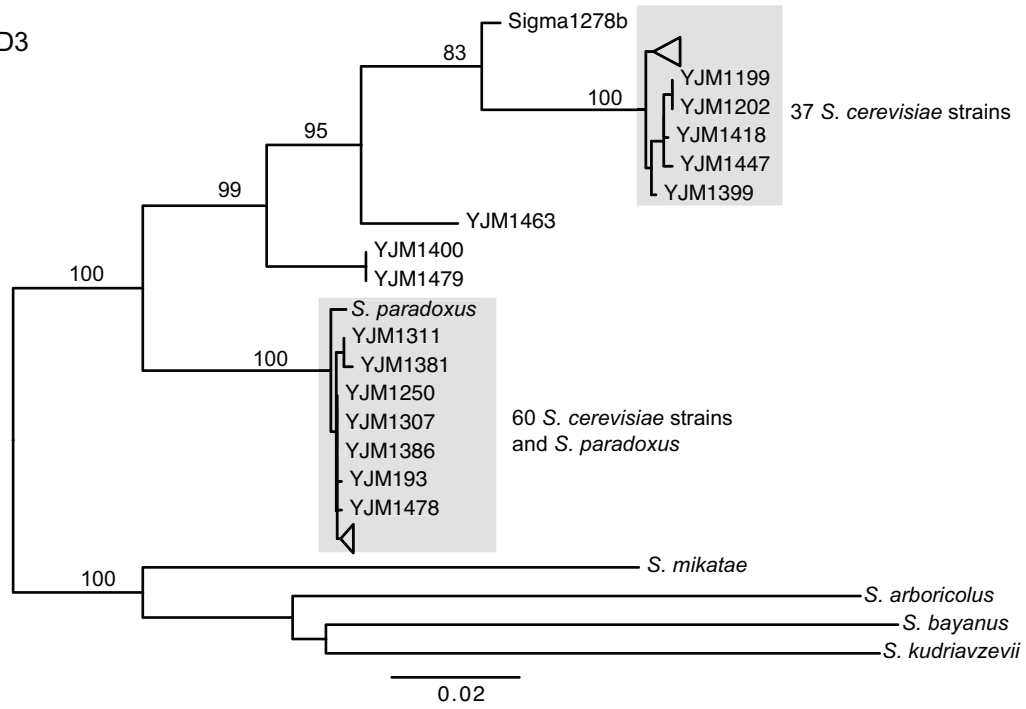 D3
Sigma1278b
83
YJM1199
100
YJM1202
37 S. cerevisiae strains
95
YJM1418
YJM1447
99
YJM1399
YJM1463
YJM1400
100
YJM1479
S. paradoxus
YJM1311
100
YJM1381
YJM1250
60 S. cerevisiae strains
and S. paradoxus
YJM1307
YJM1386
YJM193
YJM1478
S. mikatae
100
S. arboricolus
S. bayanus
S. kudriavzevii
0.02